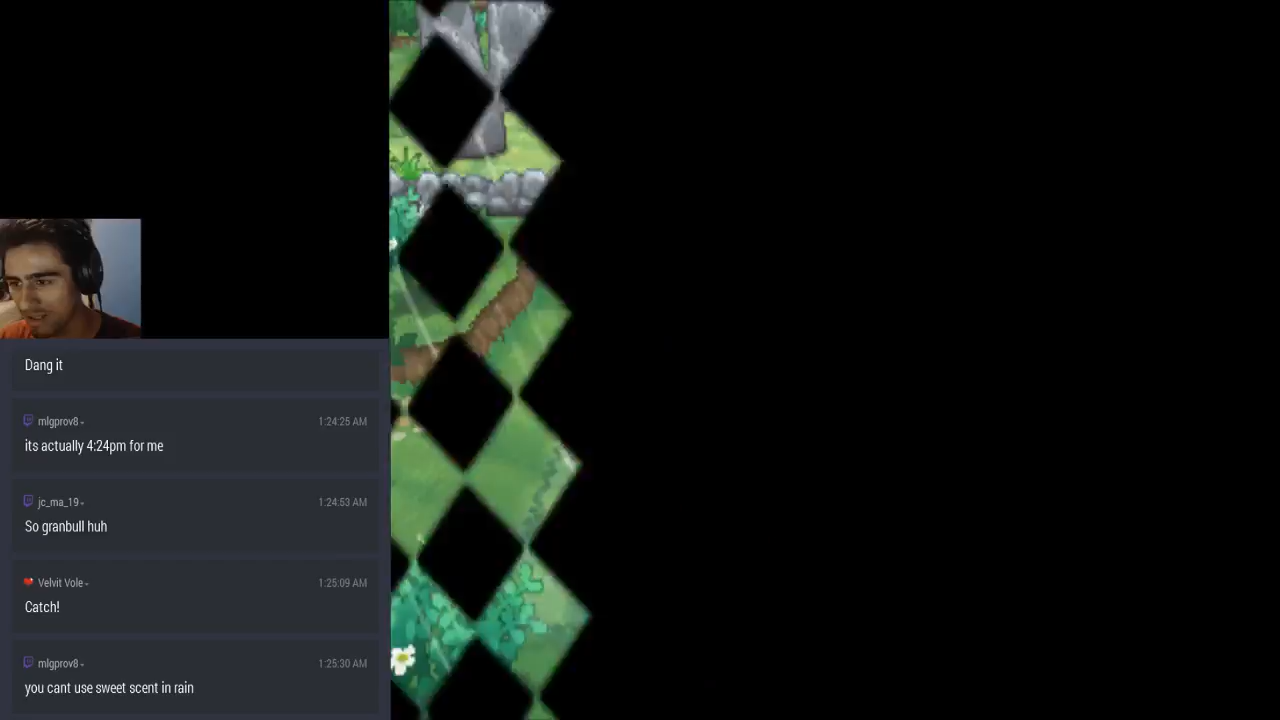 Dang it
mlgprov8
1:24:25 AM
its actually 4:24pm for me
jc_ma_19
1:24:53 AM
So granbull huh
Velvit Vole
1:25:09 AM
Catch!
mlgprov8
1:25:30 AM
you cant use sweet scent in rain